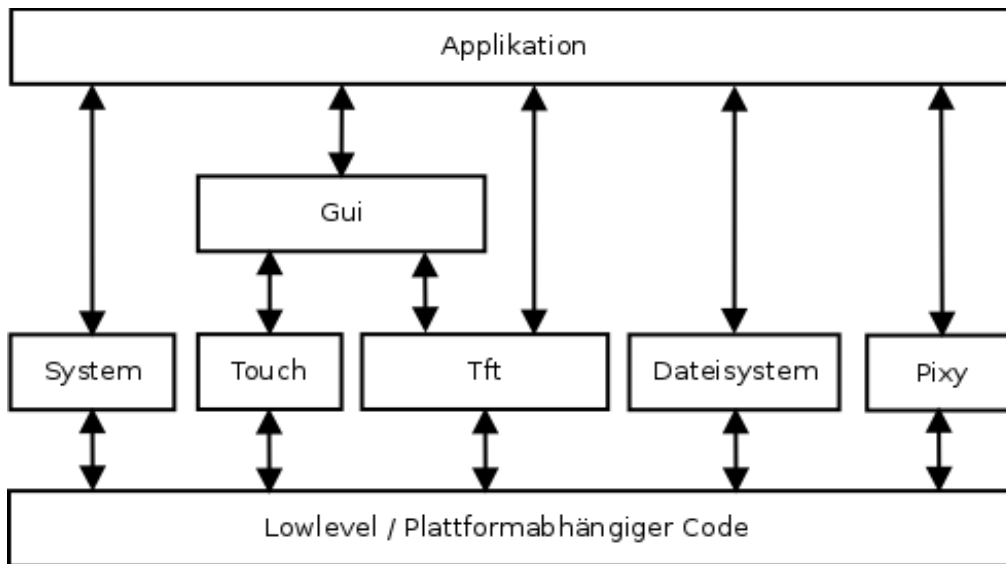 Applikation
Gui
System
Touch
Tft
Dateisystem
Pixy
Lowlevel / Plattformabhängiger Code